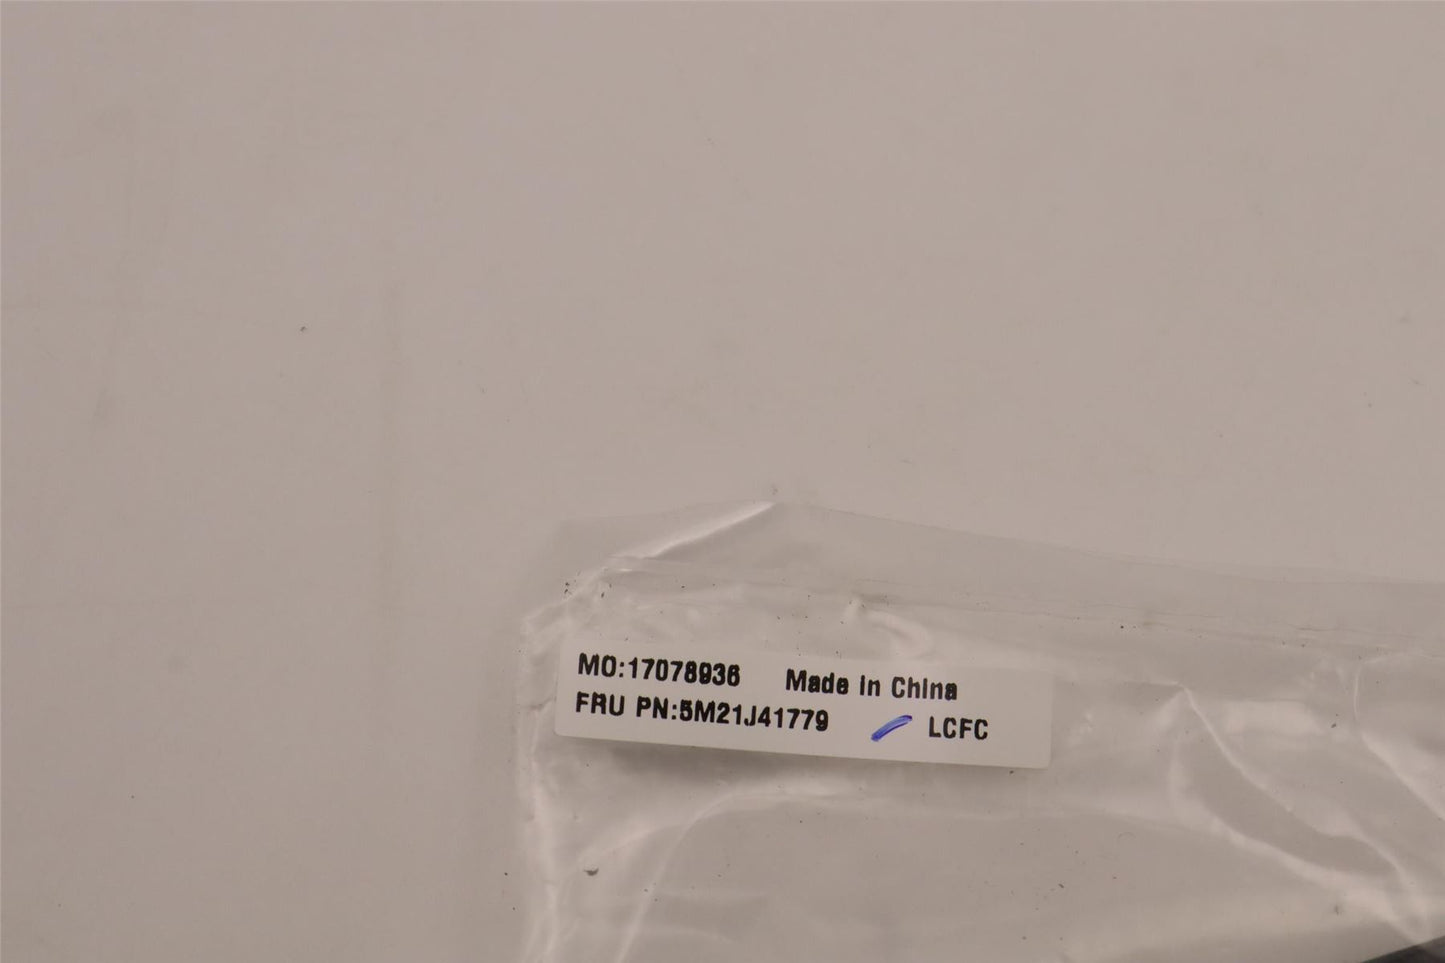 MO:17078936 Made in China
FRU PN:5M21J41779 LCFC